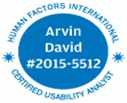 HUMAN FACTORS INTERNATIONAL
Arvin
David
#2015-5512
CERTIFIED USABILITY ANALYST